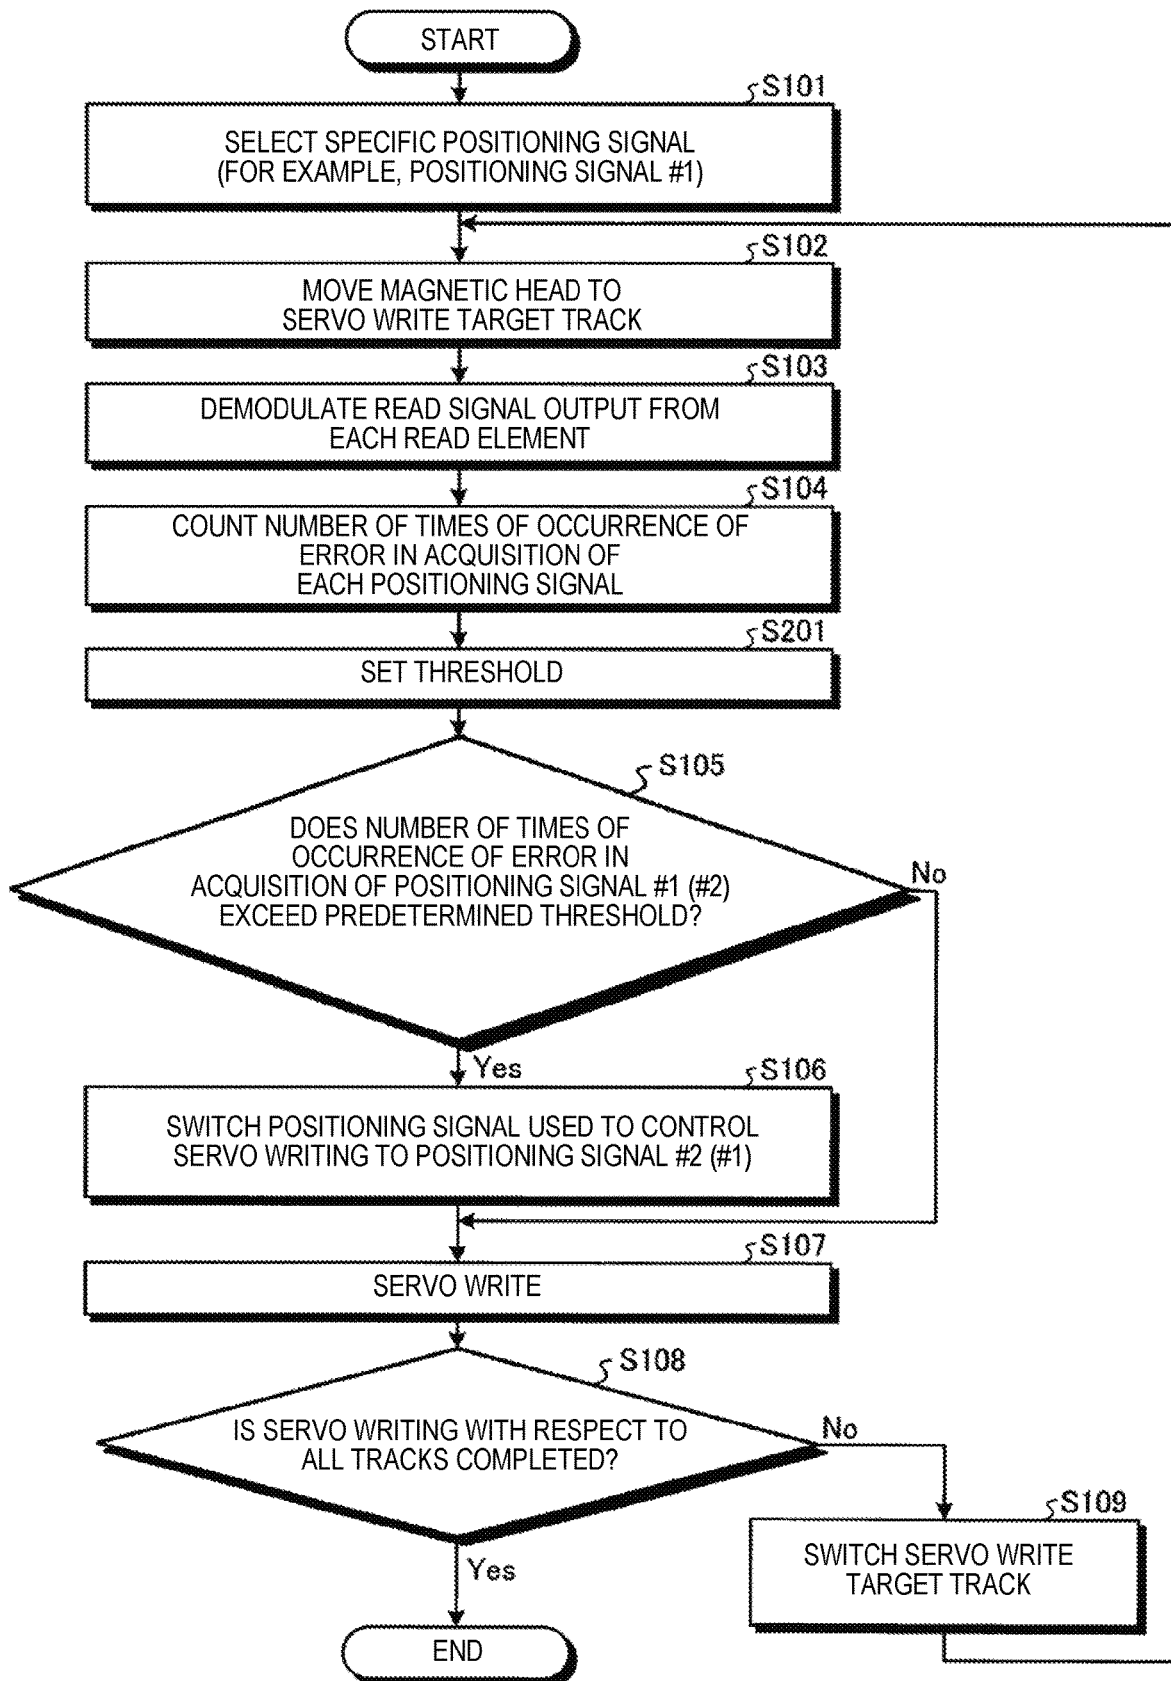 START
S101
SELECT SPECIFIC POSITIONING SIGNAL
(FOR EXAMPLE, POSITIONING SIGNAL #1)
S102
MOVE MAGNETIC HEAD TO
SERVO WRITE TARGET TRACK
S103
DEMODULATE READ SIGNAL OUTPUT FROM
EACH READ ELEMENT
S104
COUNT NUMBER OF TIMES OF OCCURRENCE OF
ERROR IN ACQUISITION OF
EACH POSITIONING SIGNAL
S201
SET THRESHOLD
S105
DOES NUMBER OF TIMES OF
OCCURRENCE OF ERROR IN
ACQUISITION OF POSITIONING SIGNAL #1 (#2)
EXCEED PREDETERMINED THRESHOLD?
No
Yes
S106
SWITCH POSITIONING SIGNAL USED TO CONTROL
SERVO WRITING TO POSITIONING SIGNAL #2 (#1)
S107
SERVO WRITE
S108
IS SERVO WRITING WITH RESPECT TO
ALL TRACKS COMPLETED?
No
Yes
S109
SWITCH SERVO WRITE
TARGET TRACK
END